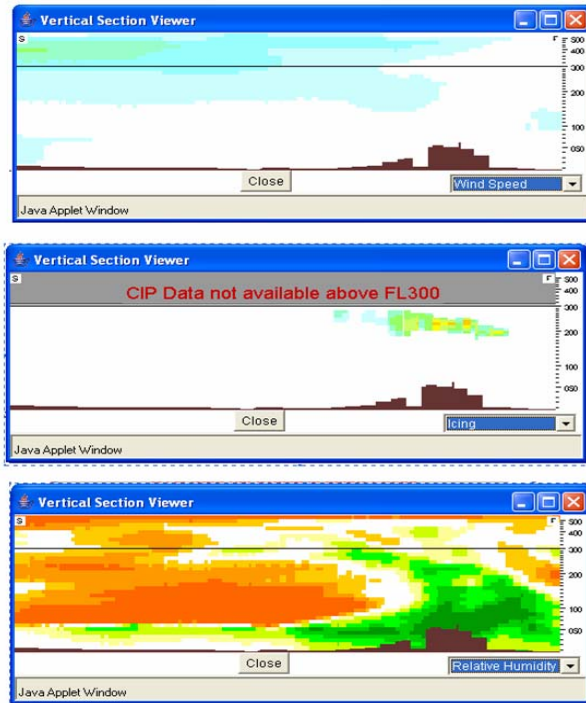 Vertical Section Viewer
S
F
500
400
300
200
100
050
Close
Wind Speed
Java Applet Window
Vertical Section Viewer
S
F
500
400
CIP Data not available above FL300
300
200
100
050
Close
Icing
Java Applet Window
Vertical Section Viewer
S
F
500
400
300
200
100
050
Close
Relative Humidity
Java Applet Window